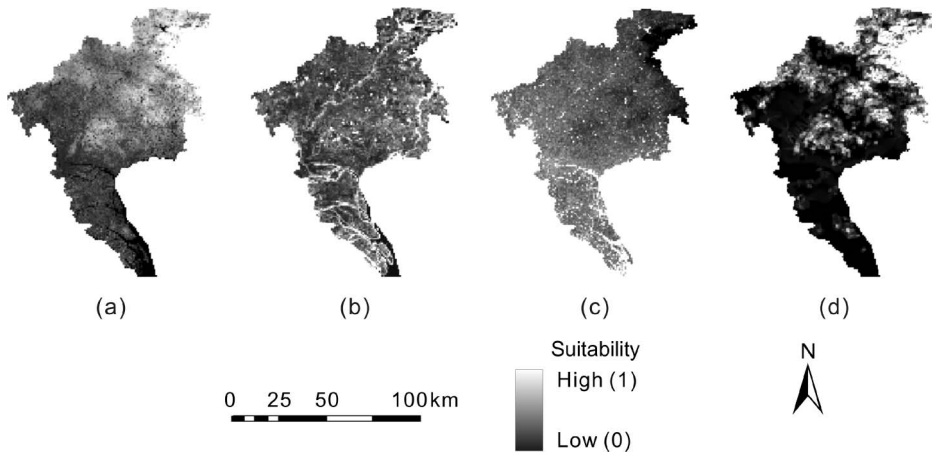 (a) (b) (c) (d)
Suitability
High (1)
Low (0)
0 25 50 100km
N